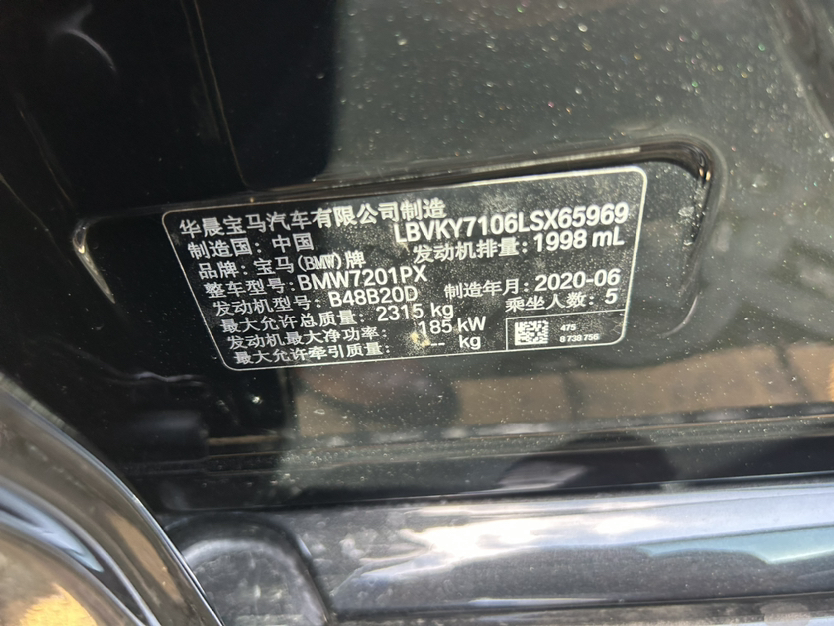 华晨宝马汽车有限公司制造
制造国: 中国 LBVKY7106LSX65969
品牌: 宝马(BMW)牌 发动机排量: 1998 mL
整车型号: BMW7201PX
发动机型号: B48B20D 制造年月: 2020-06
最大允许总质量: 2315 kg 乘坐人数: 5
发动机最大净功率: 185 kW
最大允许牵引质量: -- kg
475
8 738 756